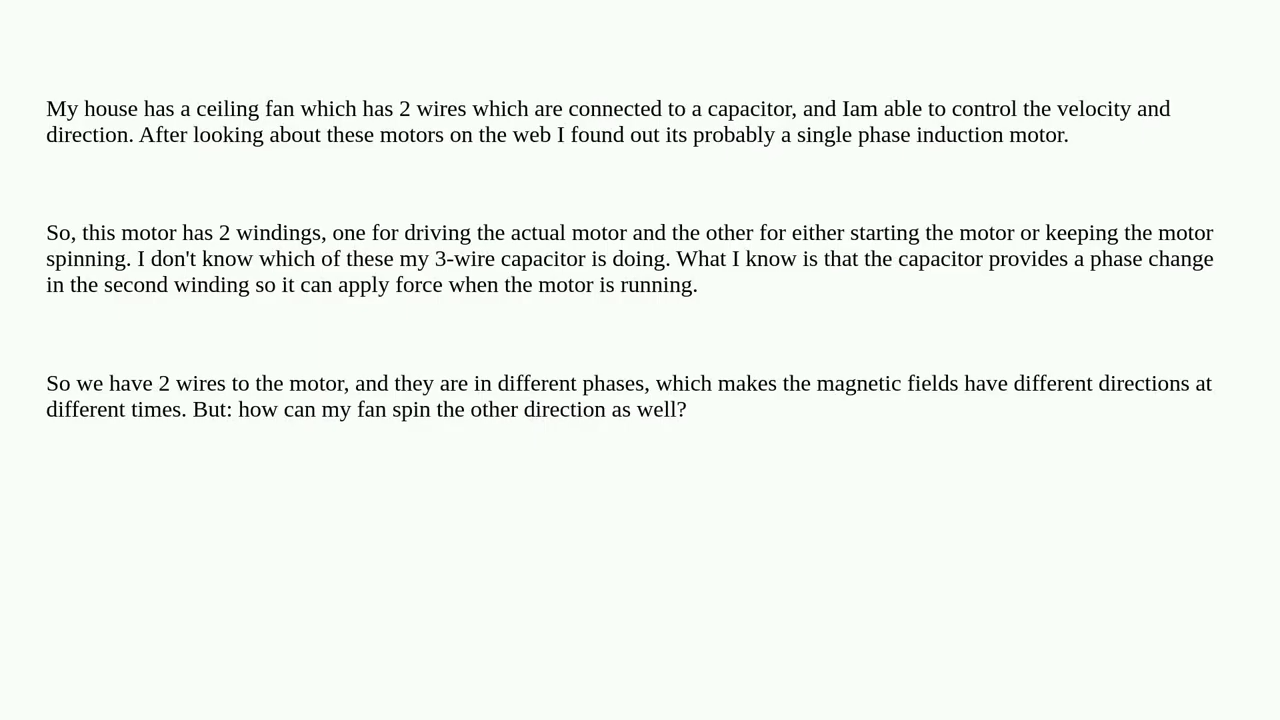 My house has a ceiling fan which has 2 wires which are connected to a capacitor, and Iam able to control the velocity and
direction. After looking about these motors on the web I found out its probably a single phase induction motor.
So, this motor has 2 windings, one for driving the actual motor and the other for either starting the motor or keeping the motor
spinning. I don't know which of these my 3-wire capacitor is doing. What I know is that the capacitor provides a phase change
in the second winding so it can apply force when the motor is running.
So we have 2 wires to the motor, and they are in different phases, which makes the magnetic fields have different directions at
different times. But: how can my fan spin the other direction as well?